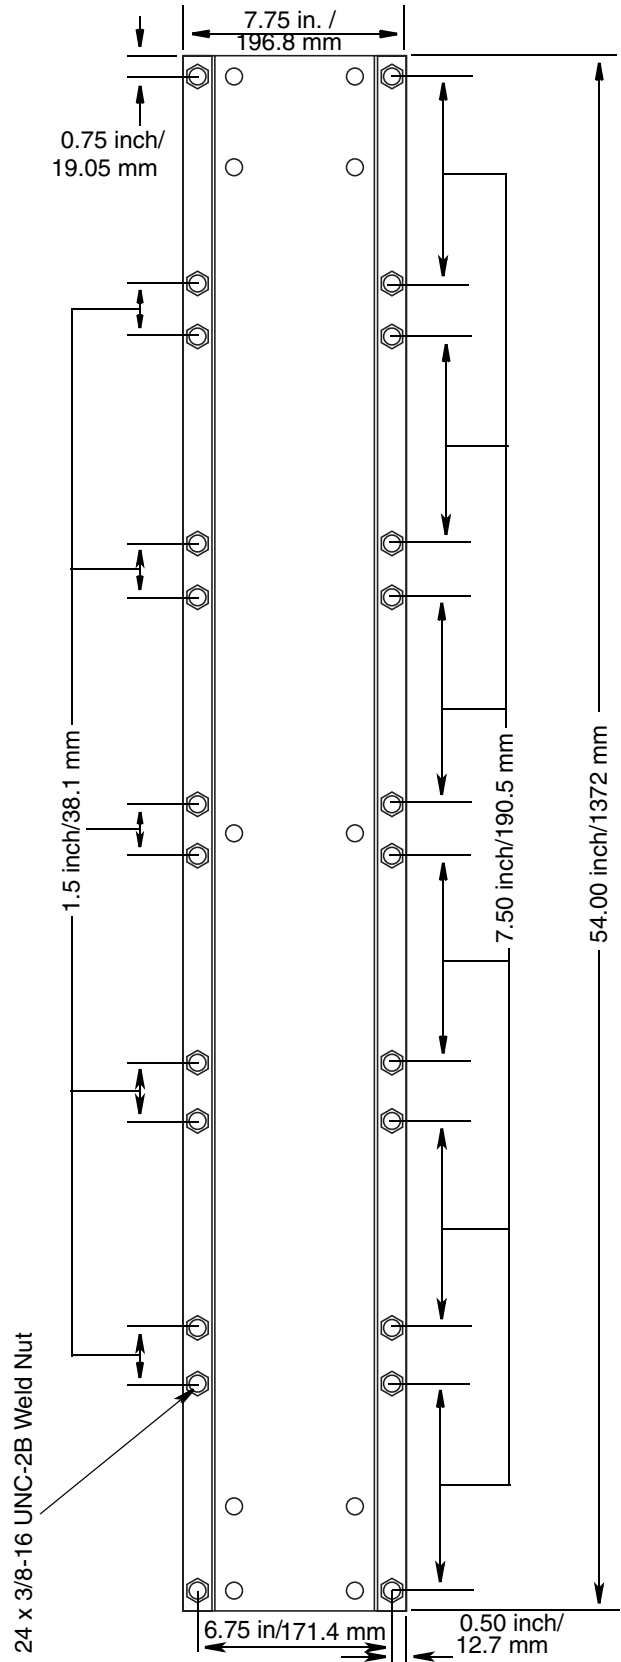 7.75 in. /
196.8 mm
0.75 inch/
19.05 mm
1.5 inch/38.1 mm
7.50 inch/190.5 mm
54.00 inch/1372 mm
24 x 3/8-16 UNC-2B Weld Nut
6.75 in/171.4 mm
0.50 inch/
12.7 mm